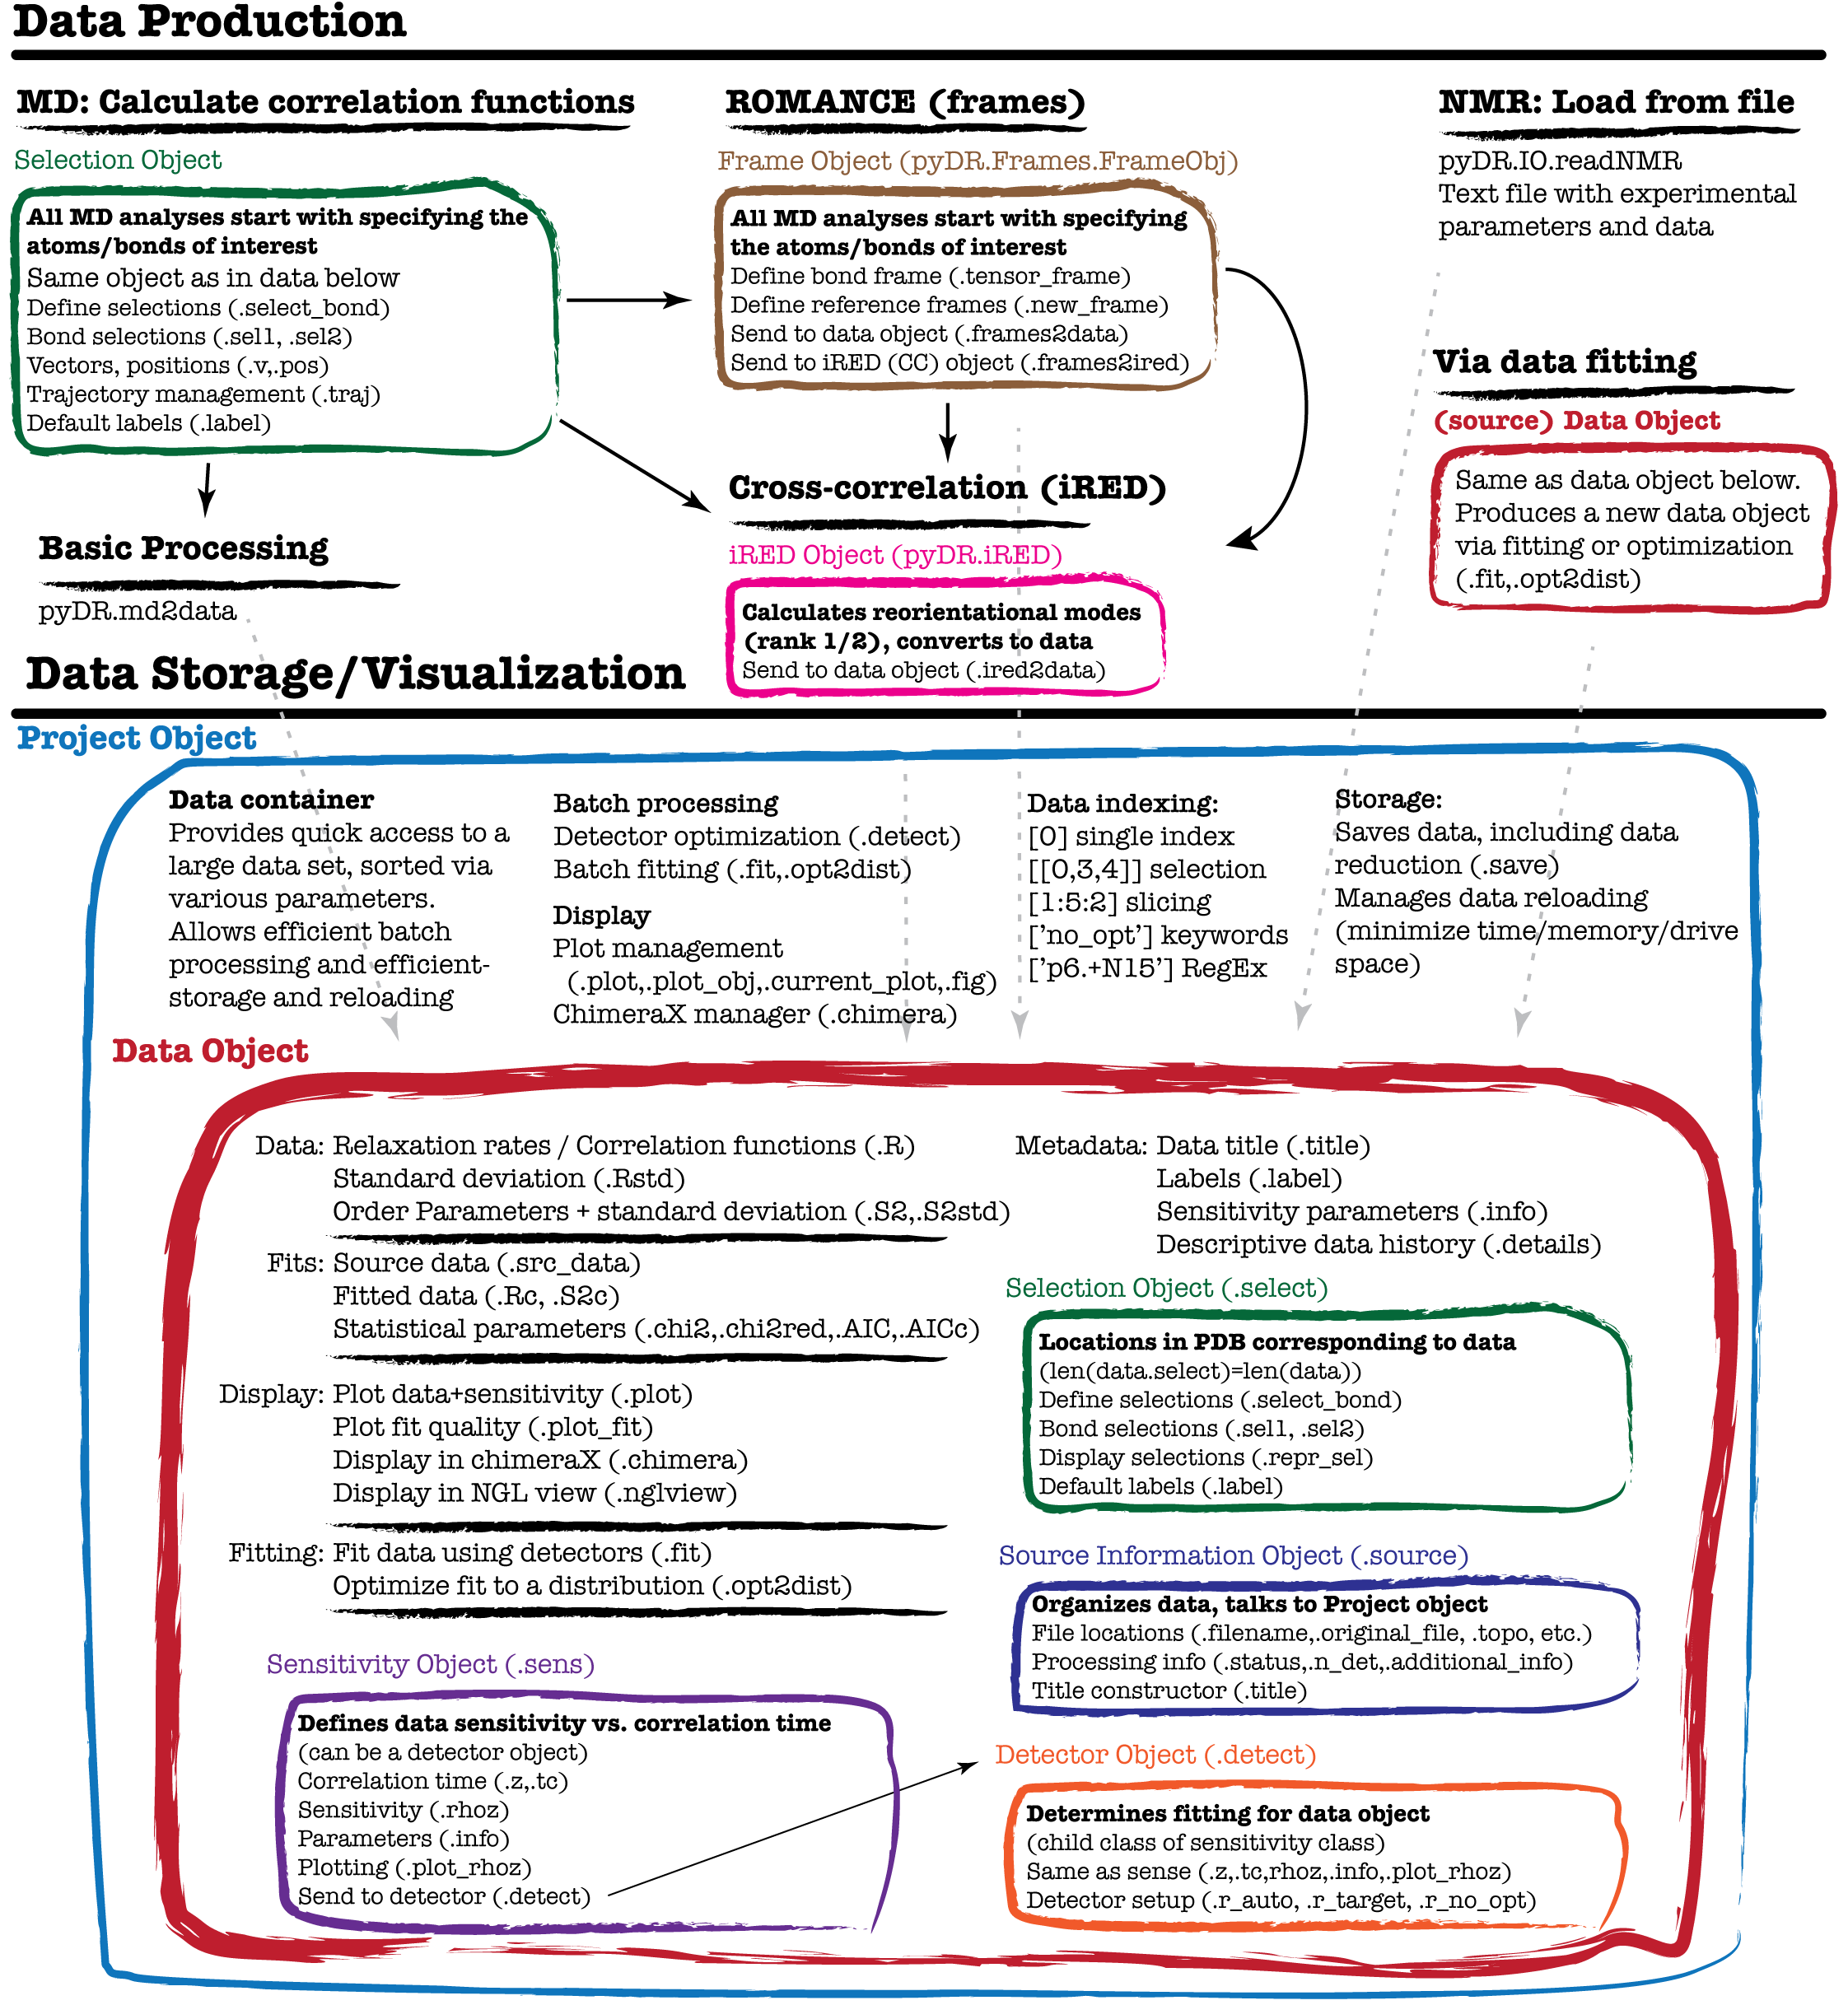 Data Production
MD: Calculate correlation functions
Selection Object
All MD analyses start with specifying the
atoms/bonds of interest
Same object as in data below
Define selections (.select_bond)
Bond selections (.sel1, .sel2)
Vectors, positions (.v,.pos)
Trajectory management (.traj)
Default labels (.label)
Basic Processing
pyDR.md2data
ROMANCE (frames)
Frame Object (pyDR.Frames.FrameObj)
All MD analyses start with specifying
the atoms/bonds of interest
Define bond frame (.tensor_frame)
Define reference frames (.new_frame)
Send to data object (.frames2data)
Send to iRED (CC) object (.frames2ired)
Cross-correlation (iRED)
iRED Object (pyDR.iRED)
Calculates reorientational modes
(rank 1/2), converts to data
Send to data object (.ired2data)
NMR: Load from file
pyDR.IO.readNMR
Text file with experimental
parameters and data
Via data fitting
(source) Data Object
Same as data object below.
Produces a new data object
via fitting or optimization
(.fit,.opt2dist)
Data Storage/Visualization
Project Object
Data container
Provides quick access to a
large data set, sorted via
various parameters.
Allows efficient batch
processing and efficient-
storage and reloading
Batch processing
Detector optimization (.detect)
Batch fitting (.fit,.opt2dist)
Display
Plot management
(.plot,.plot_obj,.current_plot,.fig)
ChimeraX manager (.chimera)
Data indexing:
[0] single index
[[0,3,4]] selection
[1:5:2] slicing
['no_opt'] keywords
['p6.+N15'] RegEx
Storage:
Saves data, including data
reduction (.save)
Manages data reloading
(minimize time/memory/drive
space)
Data Object
Data: Relaxation rates / Correlation functions (.R)
Standard deviation (.Rstd)
Order Parameters + standard deviation (.S2,.S2std)
Fits: Source data (.src_data)
Fitted data (.Rc, .S2c)
Statistical parameters (.chi2,.chi2red,.AIC,.AICc)
Display: Plot data+sensitivity (.plot)
Plot fit quality (.plot_fit)
Display in chimeraX (.chimera)
Display in NGL view (.nglview)
Fitting: Fit data using detectors (.fit)
Optimize fit to a distribution (.opt2dist)
Sensitivity Object (.sens)
Defines data sensitivity vs. correlation time
(can be a detector object)
Correlation time (.z,.tc)
Sensitivity (.rhoz)
Parameters (.info)
Plotting (.plot_rhoz)
Send to detector (.detect)
Metadata: Data title (.title)
Labels (.label)
Sensitivity parameters (.info)
Descriptive data history (.details)
Selection Object (.select)
Locations in PDB corresponding to data
(len(data.select)=len(data))
Define selections (.select_bond)
Bond selections (.sel1, .sel2)
Display selections (.repr_sel)
Default labels (.label)
Source Information Object (.source)
Organizes data, talks to Project object
File locations (.filename,.original_file, .topo, etc.)
Processing info (.status,.n_det,.additional_info)
Title constructor (.title)
Detector Object (.detect)
Determines fitting for data object
(child class of sensitivity class)
Same as sense (.z,.tc,rhoz,.info,.plot_rhoz)
Detector setup (.r_auto, .r_target, .r_no_opt)